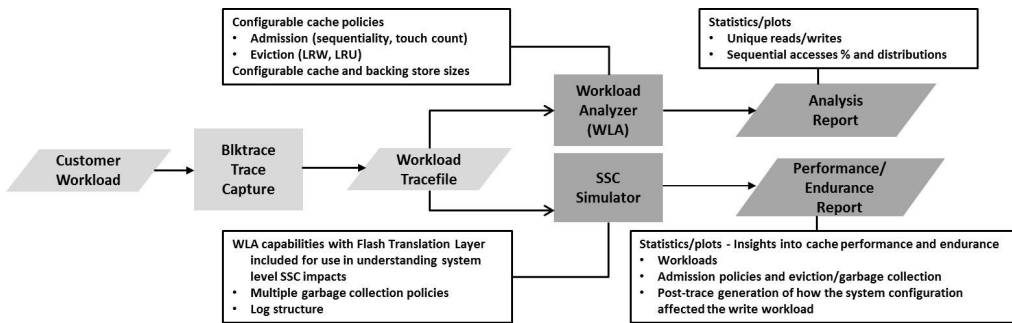 Configurable cache policies
• Admission (sequentiality, touch count)
• Eviction (LRW, LRU)
Configurable cache and backing store sizes
Statistics/plots
• Unique reads/writes
• Sequential accesses % and distributions
Workload
Analyzer
(WLA)
Analysis
Report
Customer
Workload
Blktrace
Trace
Capture
Workload
Tracefile
SSC
Simulator
Performance/
Endurance
Report
WLA capabilities with Flash Translation Layer
included for use in understanding system
level SSC impacts
• Multiple garbage collection policies
• Log structure
Statistics/plots - Insights into cache performance and endurance
• Workloads
• Admission policies and eviction/garbage collection
• Post-trace generation of how the system configuration
affected the write workload